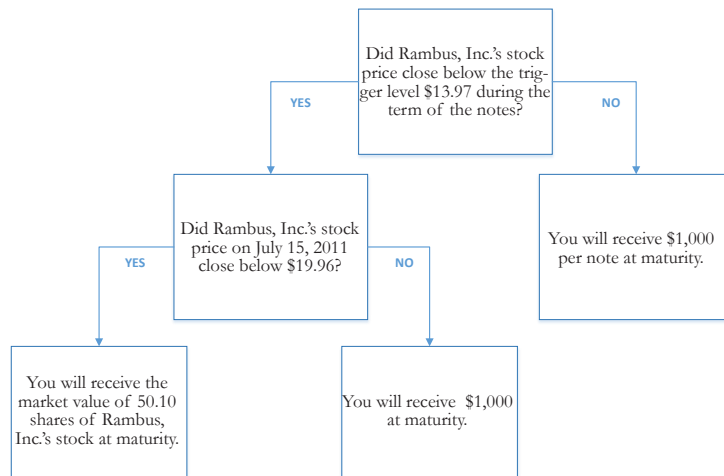 Did Rambus, Inc.'s stock
price close below the trig-
ger level $13.97 during the
term of the notes?
YES
NO
Did Rambus, Inc.'s stock
price on July 15, 2011
close below $19.96?
You will receive $1,000
per note at maturity.
YES
NO
You will receive the
market value of 50.10
shares of Rambus,
Inc.'s stock at maturity.
You will receive $1,000
at maturity.